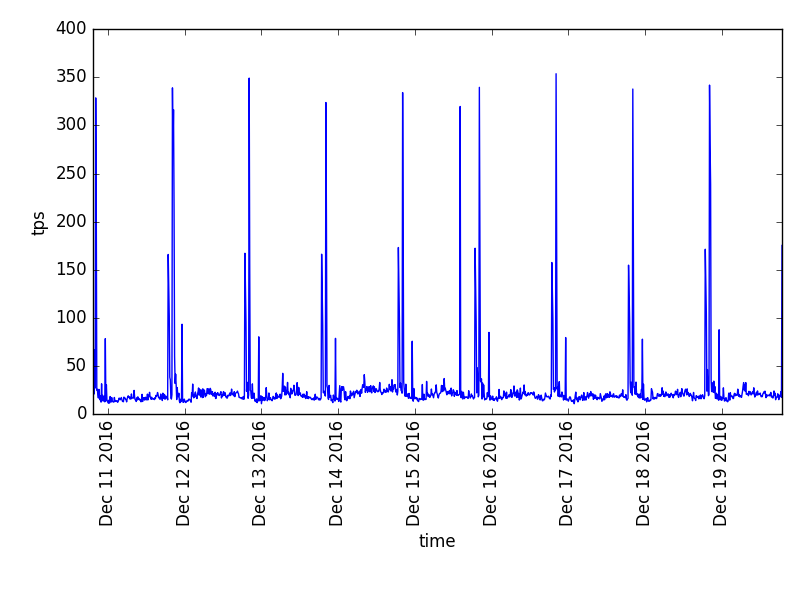 400
350
300
250
200
150
100
50
0
tps
Dec 11 2016
Dec 12 2016
Dec 13 2016
Dec 14 2016
Dec 15 2016
Dec 16 2016
Dec 17 2016
Dec 18 2016
Dec 19 2016
time